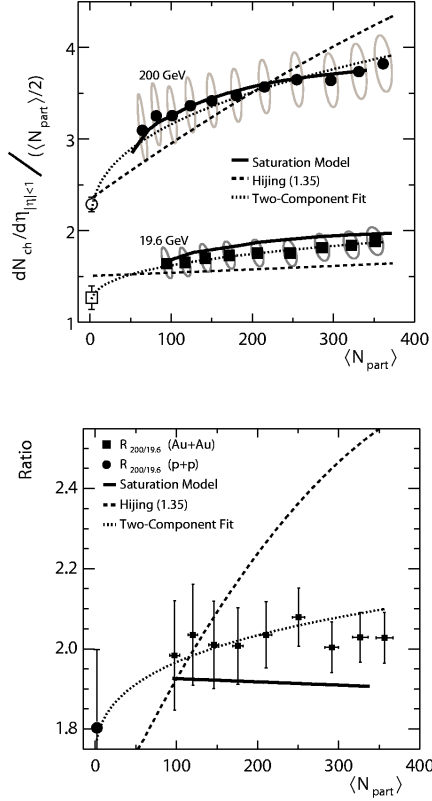 4
200 GeV
3
Saturation Model
Hijing (1.35)
Two-Component Fit
19.6 GeV
2
1
dN_ch/dη_|η|<1 / (⟨N_part⟩/2)
0 100 200 300 400
⟨N_part⟩
Ratio
R_200/19.6 (Au+Au)
R_200/19.6 (p+p)
Saturation Model
Hijing (1.35)
Two-Component Fit
2.4
2.2
2.0
1.8
0 100 200 300 400
⟨N_part⟩